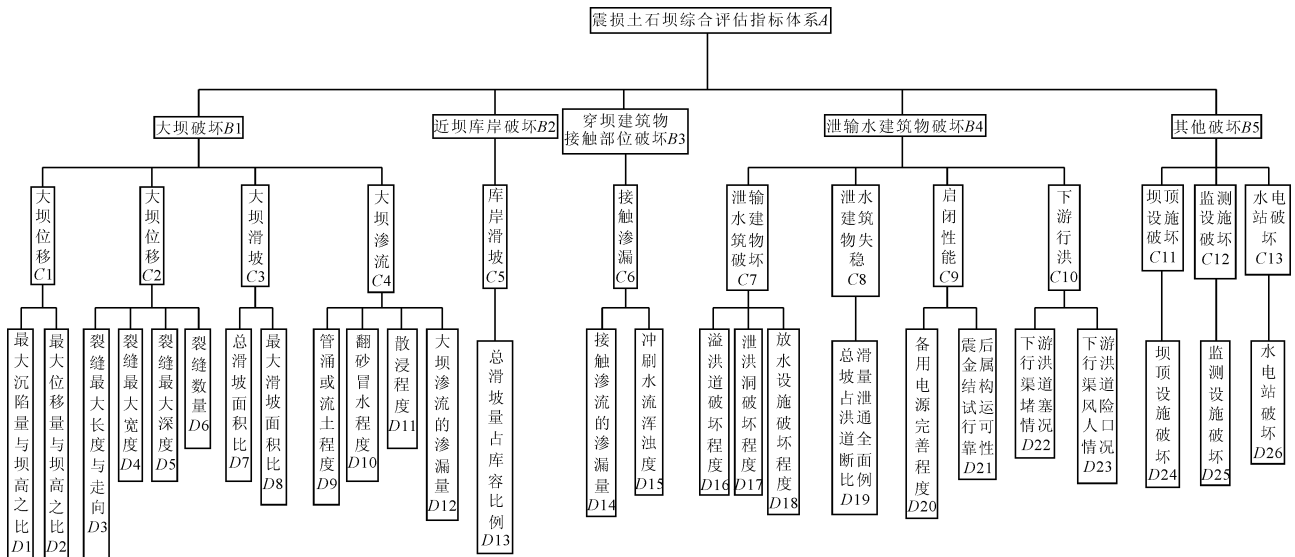 震损土石坝综合评估指标体系A
大坝破坏B1
近坝库岸破坏B2
穿坝建筑物
接触部位破坏B3
泄输水建筑物破坏B4
其他破坏B5
大坝位移C1
大坝位移C2
大坝滑坡C3
大坝渗流C4
库岸滑坡C5
接触渗漏C6
泄输水建筑物破坏C7
泄水建筑物失稳C8
启闭性能C9
下游行洪C10
坝顶设施破坏C11
监测设施破坏C12
水电站破坏C13
最大沉陷量与坝高之比D1
最大位移量与坝高之比D2
裂缝最大长度与走向D3
裂缝最大宽度D4
裂缝最大深度D5
裂缝数量D6
总滑坡面积比D7
最大滑坡面积比D8
管涌或流土程度D9
翻砂冒水程度D10
散浸程度D11
大坝渗流的渗漏量D12
总滑坡量占库容比例D13
接触渗流的渗漏量D14
冲刷水流浑浊度D15
溢洪道破坏程度D16
泄洪洞破坏程度D17
放水设施破坏程度D18
总滑坡量占泄洪通道全断面比例D19
备用电源完善程度D20
震后金属结构试运行可靠性D21
下游行洪渠道堵塞情况D22
下游行洪渠道风险人口情况D23
坝顶设施破坏D24
监测设施破坏D25
水电站破坏D26